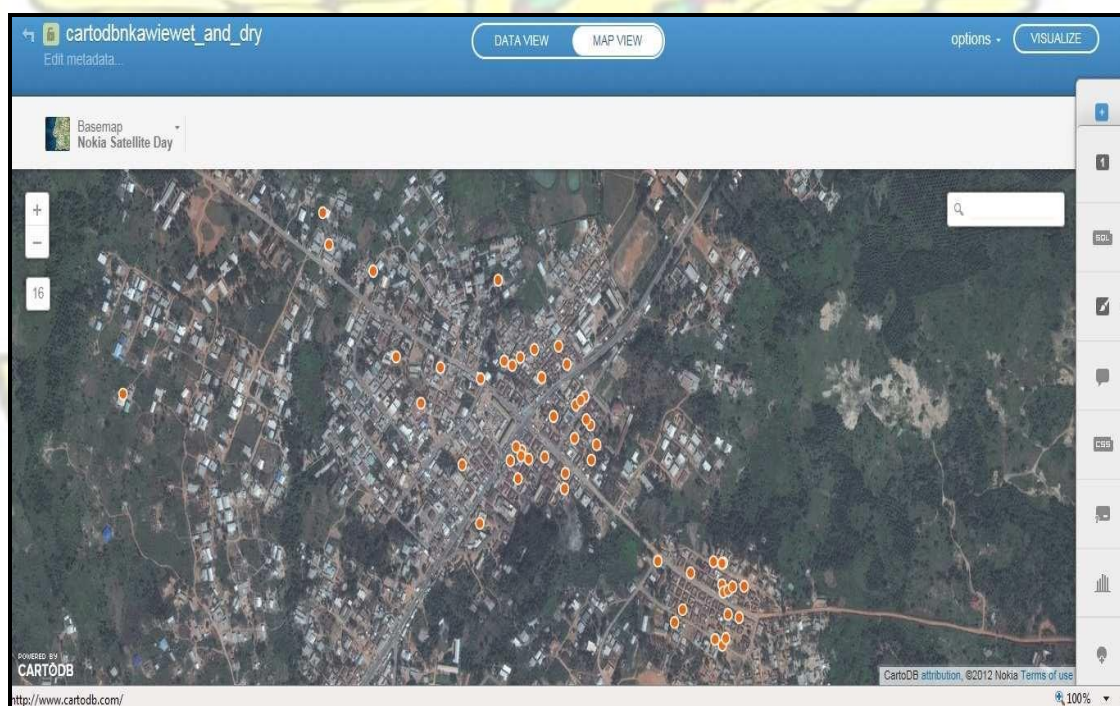 cartodbnkawiewet_and_dry
Edit metadata...
DATA VIEW
MAP VIEW
options
VISUALIZE
Basemap
Nokia Satellite Day
+
1
+
−
16
SQL
CSS
POWERED BY
CARTODB
CartoDB attribution, ©2012 Nokia Terms of use
http://www.cartodb.com/
100%